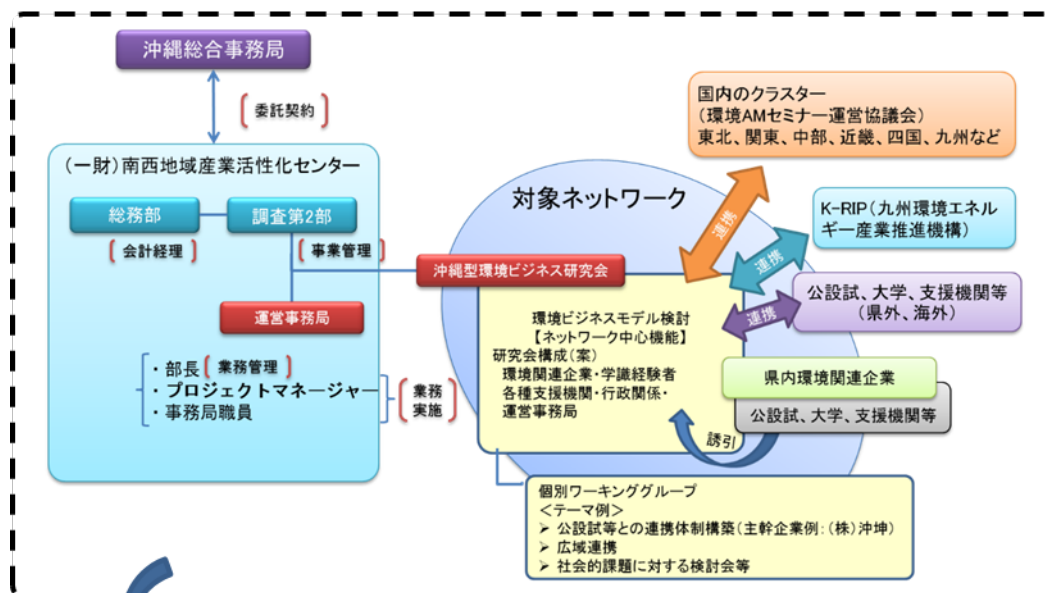 沖縄総合事務局
委託契約
(一財)南西地域産業活性化センター
総務部
調査第2部
会計経理
事業管理
運営事務局
・部長
業務管理
・プロジェクトマネージャー
・事務局職員
業務
実施
対象ネットワーク
沖縄型環境ビジネス研究会
環境ビジネスモデル検討
【ネットワーク中心機能】
研究会構成(案)
環境関連企業・学識経験者
各種支援機関・行政関係・
運営事務局
国内のクラスター
(環境AMセミナー運営協議会)
東北、関東、中部、近畿、四国、九州など
連携
K-RIP(九州環境エネル
ギー産業推進機構)
連携
公設試、大学、支援機関等
(県外、海外)
連携
県内環境関連企業
公設試、大学、支援機関等
誘引
個別ワーキンググループ
<テーマ例>
➢ 公設試等との連携体制構築(主幹企業例:(株)沖坤)
➢ 広域連携
➢ 社会的課題に対する検討会等